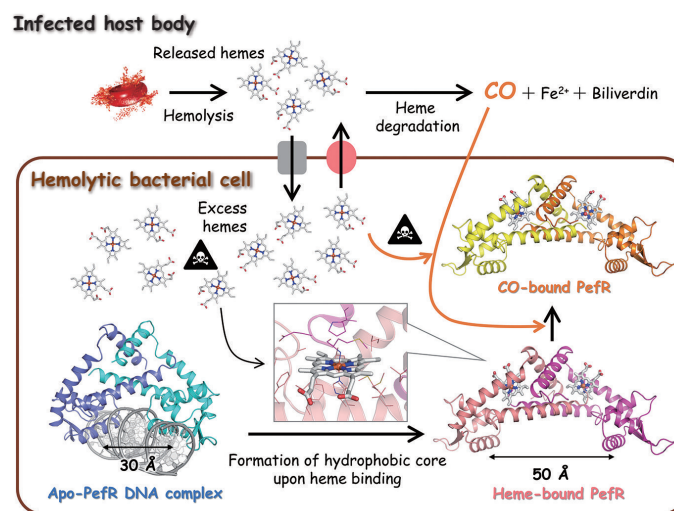 Infected host body
Released hemes
Hemolysis
Heme
degradation
CO + Fe²⁺ + Biliverdin
Hemolytic bacterial cell
Excess
hemes
CO-bound PefR
30 Å
Apo-PefR DNA complex
Formation of hydrophobic core
upon heme binding
50 Å
Heme-bound PefR